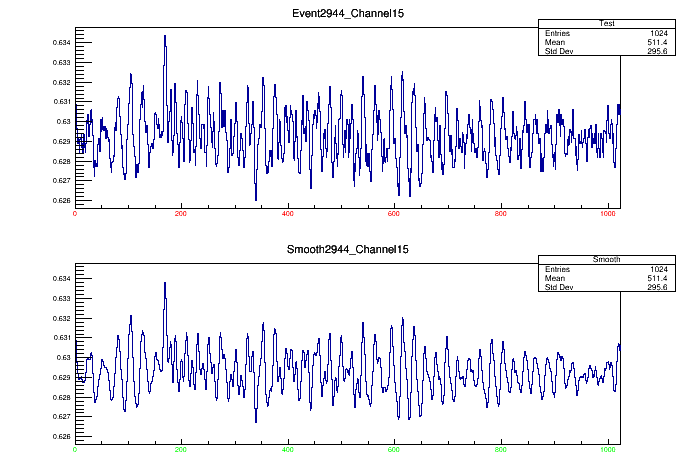 Event2944_Channel15
Test
Entries 1024
Mean 511.4
Std Dev 295.6
0.634
0.633
0.632
0.631
0.63
0.629
0.628
0.627
0.626
0 200 400 600 800 1000
Smooth2944_Channel15
Smooth
Entries 1024
Mean 511.4
Std Dev 295.6
0.634
0.633
0.632
0.631
0.63
0.629
0.628
0.627
0.626
0 200 400 600 800 1000